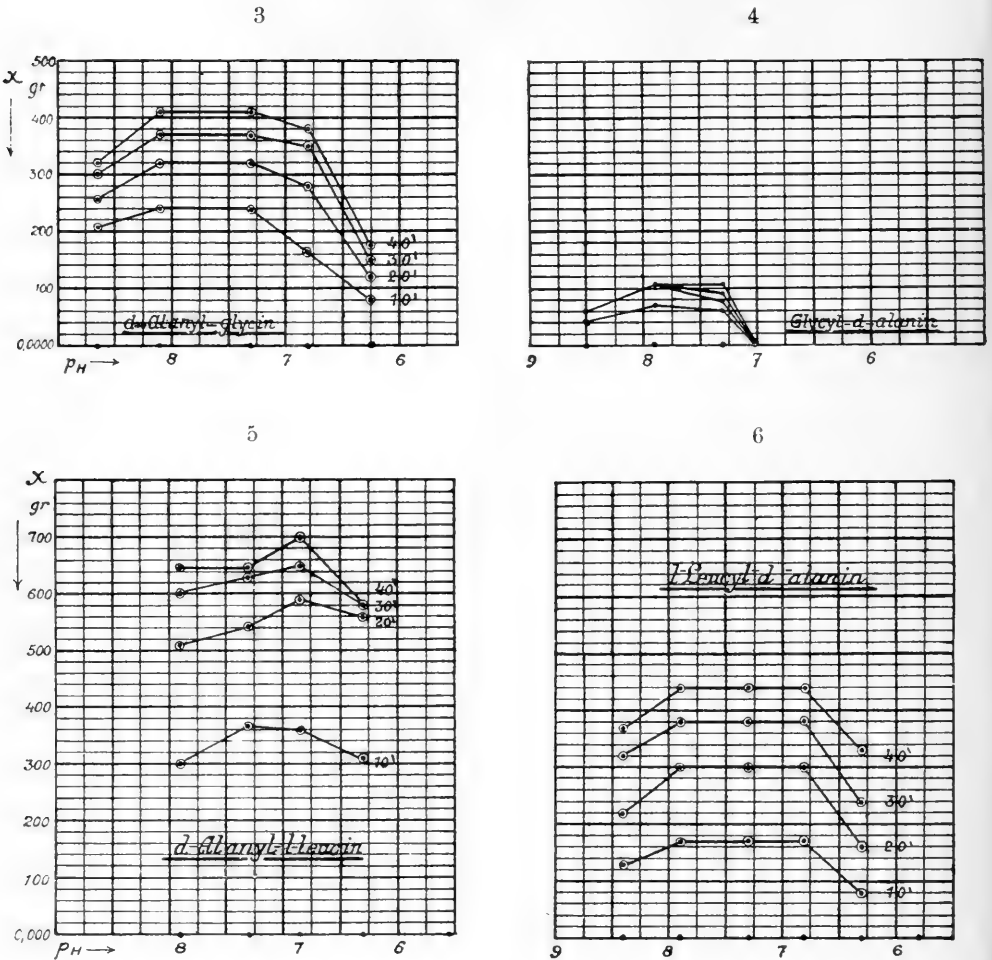 3
500
x
gr
400
300
200
100
0,0000
40'
30'
20'
10'
d-Alanyl-glycin
pH → 8 7 6
4
Glycyl-d-alanin
9 8 7 6
5
x
gr
700
600
500
400
300
200
100
0,000
40'
30'
20'
10'
d-Alanyl-l-leucin
pH → 8 7 6
6
l-Leucyl-d-alanin
40'
30'
20'
10'
9 8 7 6